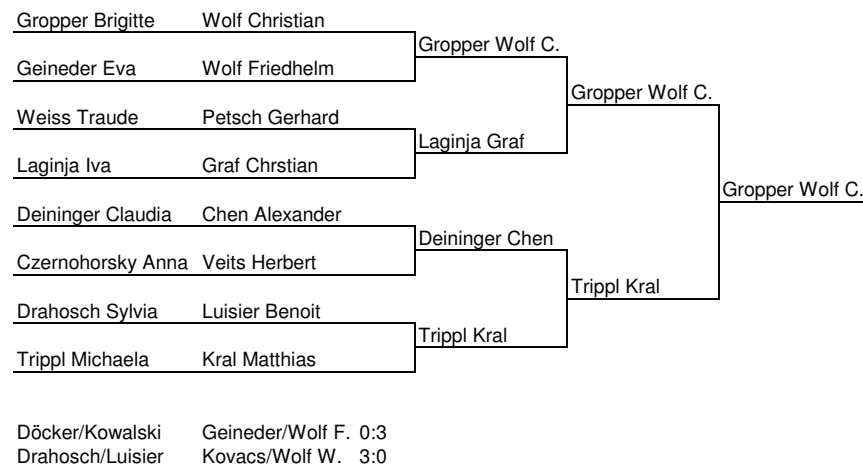 Gropper Brigitte Wolf Christian
Gropper Wolf C.
Geineder Eva Wolf Friedhelm
Gropper Wolf C.
Weiss Traude Petsch Gerhard
Laginja Graf
Laginja Iva Graf Chrstian
Gropper Wolf C.
Deininger Claudia Chen Alexander
Deininger Chen
Czernohorsky Anna Veits Herbert
Trippl Kral
Drahosch Sylvia Luisier Benoit
Trippl Kral
Trippl Michaela Kral Matthias
Döcker/Kowalski Geineder/Wolf F. 0:3
Drahosch/Luisier Kovacs/Wolf W. 3:0